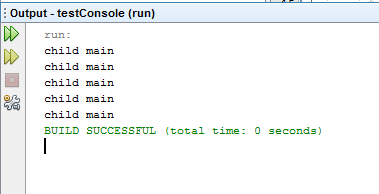 Output - testConsole (run)
run:
child main
child main
child main
child main
child main
BUILD SUCCESSFUL (total time: 0 seconds)